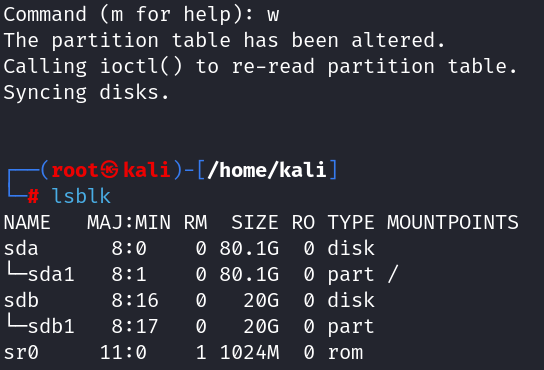 Command (m for help): w
The partition table has been altered.
Calling ioctl() to re-read partition table.
Syncing disks.
┌──(root㉿kali)-[/home/kali]
└─# lsblk
NAME   MAJ:MIN RM  SIZE RO TYPE MOUNTPOINTS
sda      8:0    0 80.1G  0 disk
└─sda1   8:1    0 80.1G  0 part /
sdb      8:16   0   20G  0 disk
└─sdb1   8:17   0   20G  0 part
sr0     11:0    1 1024M  0 rom